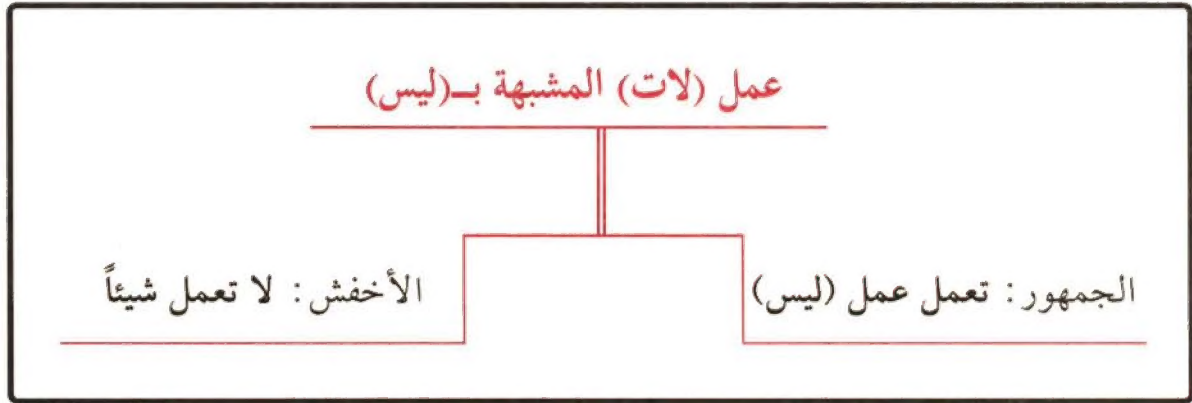 عمل (لات) المشبهة بـ(ليس)
الجمهور: تعمل عمل (ليس)
الأخفش: لا تعمل شيئاً